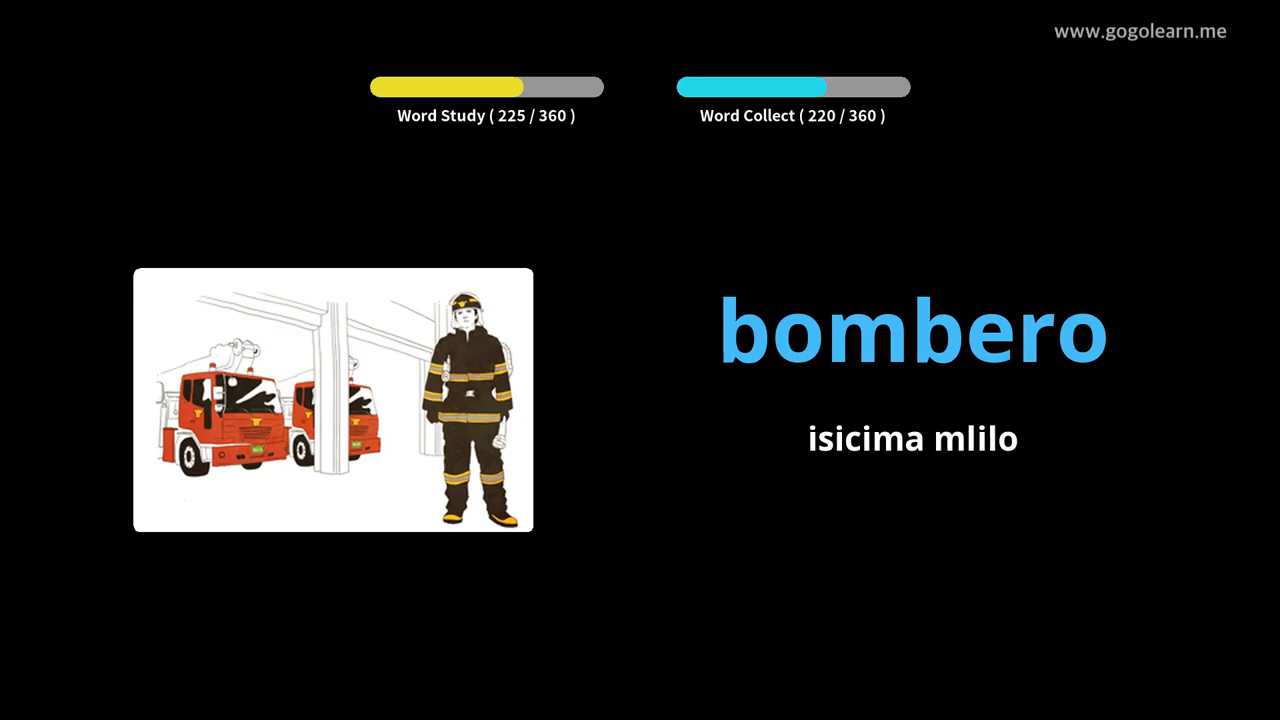 www.gogolearn.me
Word Study ( 225 / 360 )
Word Collect ( 220 / 360 )
bombero
isicima mlilo